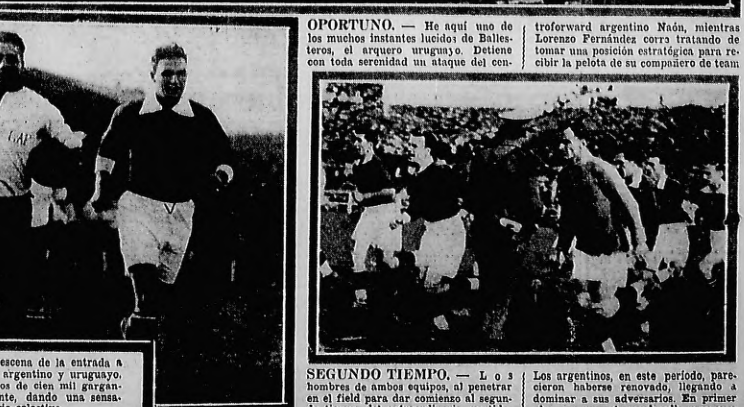 OPORTUNO. — He aquí uno de
los muchos instantes lucidos de Balles-
teros, el arquero uruguayo. Detiene
con toda serenidad un ataque del cen-
troforward argentino Naón, mientras
Lorenzo Fernández corra tratando de
tomar una posición estratégica para re-
cibir la pelota de su compañero de team
escena de la entrada a
argentino y uruguayo.
os de cien mil gargan-
nte, dando una sensa-
SEGUNDO TIEMPO. — Los
hombres de ambos equipos, al penetrar
en el field para dar comienzo al segun-
Los argentinos, en este período, pare-
cieron haberse renovado, llegando a
dominar a sus adversarios. En primer